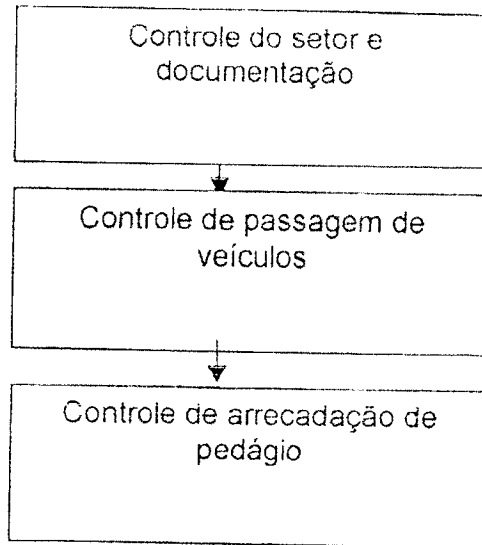 Controle do setor e
documentação
Controle de passagem de
veículos
Controle de arrecadação de
pedágio